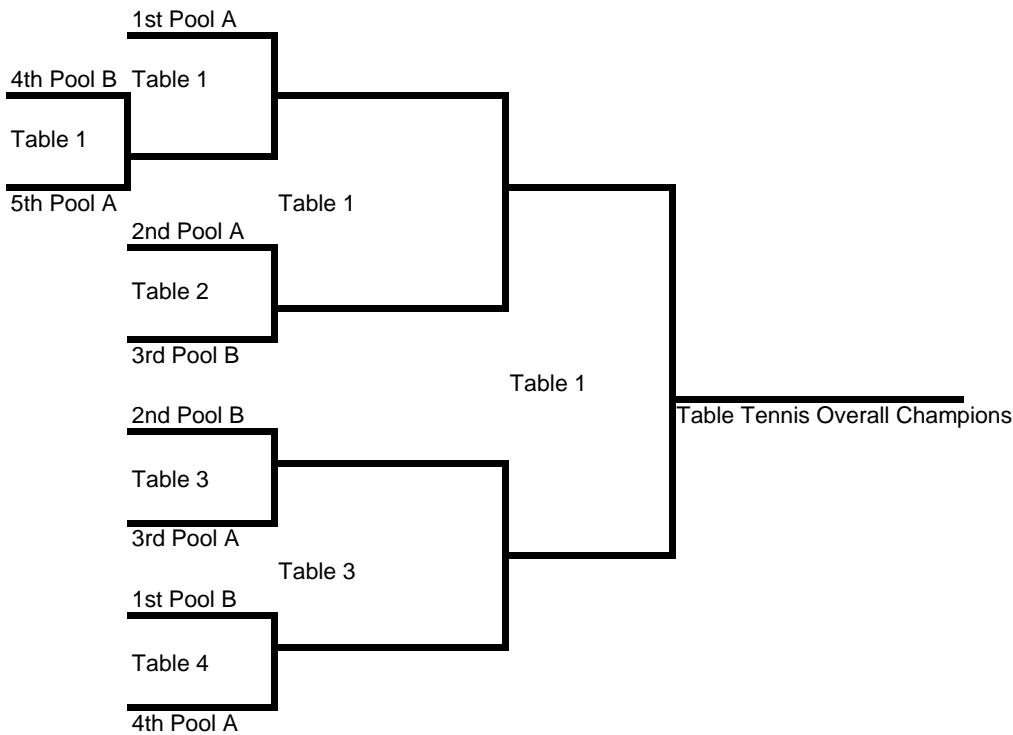 1st Pool A
4th Pool B
Table 1
Table 1
5th Pool A
Table 1
2nd Pool A
Table 2
3rd Pool B
Table 1
2nd Pool B
Table Tennis Overall Champions
Table 3
3rd Pool A
Table 3
1st Pool B
Table 4
4th Pool A